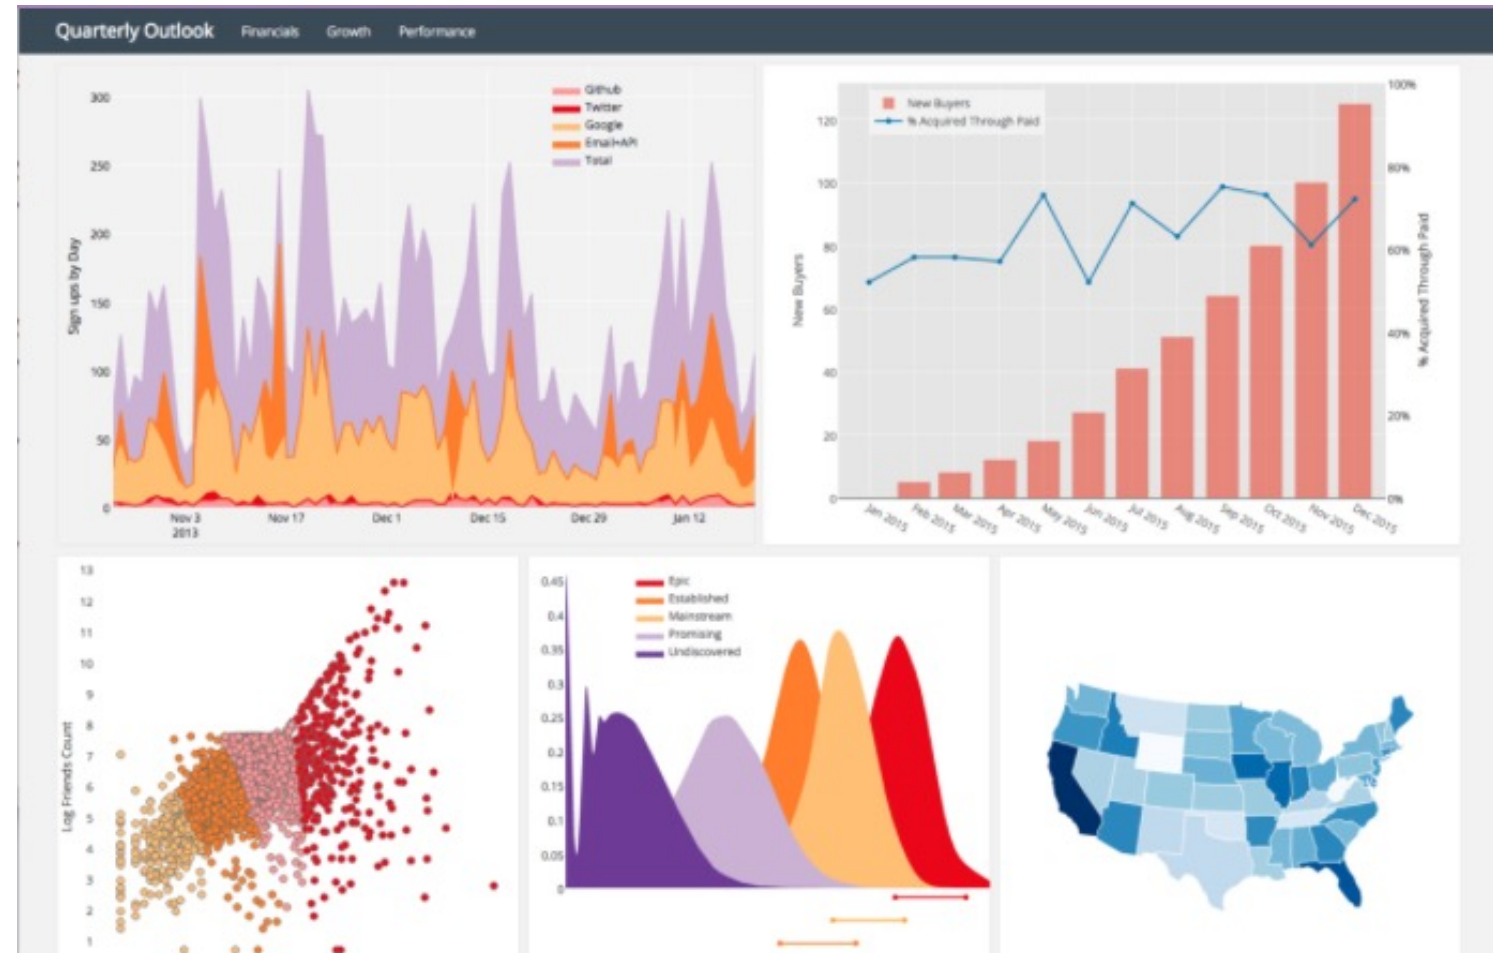 Quarterly Outlook Financials Growth Performance
300
250
200
150
100
50
0
Sign ups by Day
Github
Twitter
Google
Email+API
Total
Nov 3
2013
Nov 17
Dec 1
Dec 15
Dec 29
Jan 12
New Buyers
% Acquired Through Paid
120
100
80
60
40
20
0
New Buyers
100%
80%
60%
40%
20%
0%
% Acquired Through Paid
Jan 2015
Feb 2015
Mar 2015
Apr 2015
May 2015
Jun 2015
Jul 2015
Aug 2015
Sep 2015
Oct 2015
Nov 2015
Dec 2015
13
12
11
10
9
8
7
6
5
4
3
2
1
Log Friends Count
0.45
0.4
0.35
0.3
0.25
0.2
0.15
0.1
0.05
0
Epic
Established
Mainstream
Promising
Undiscovered